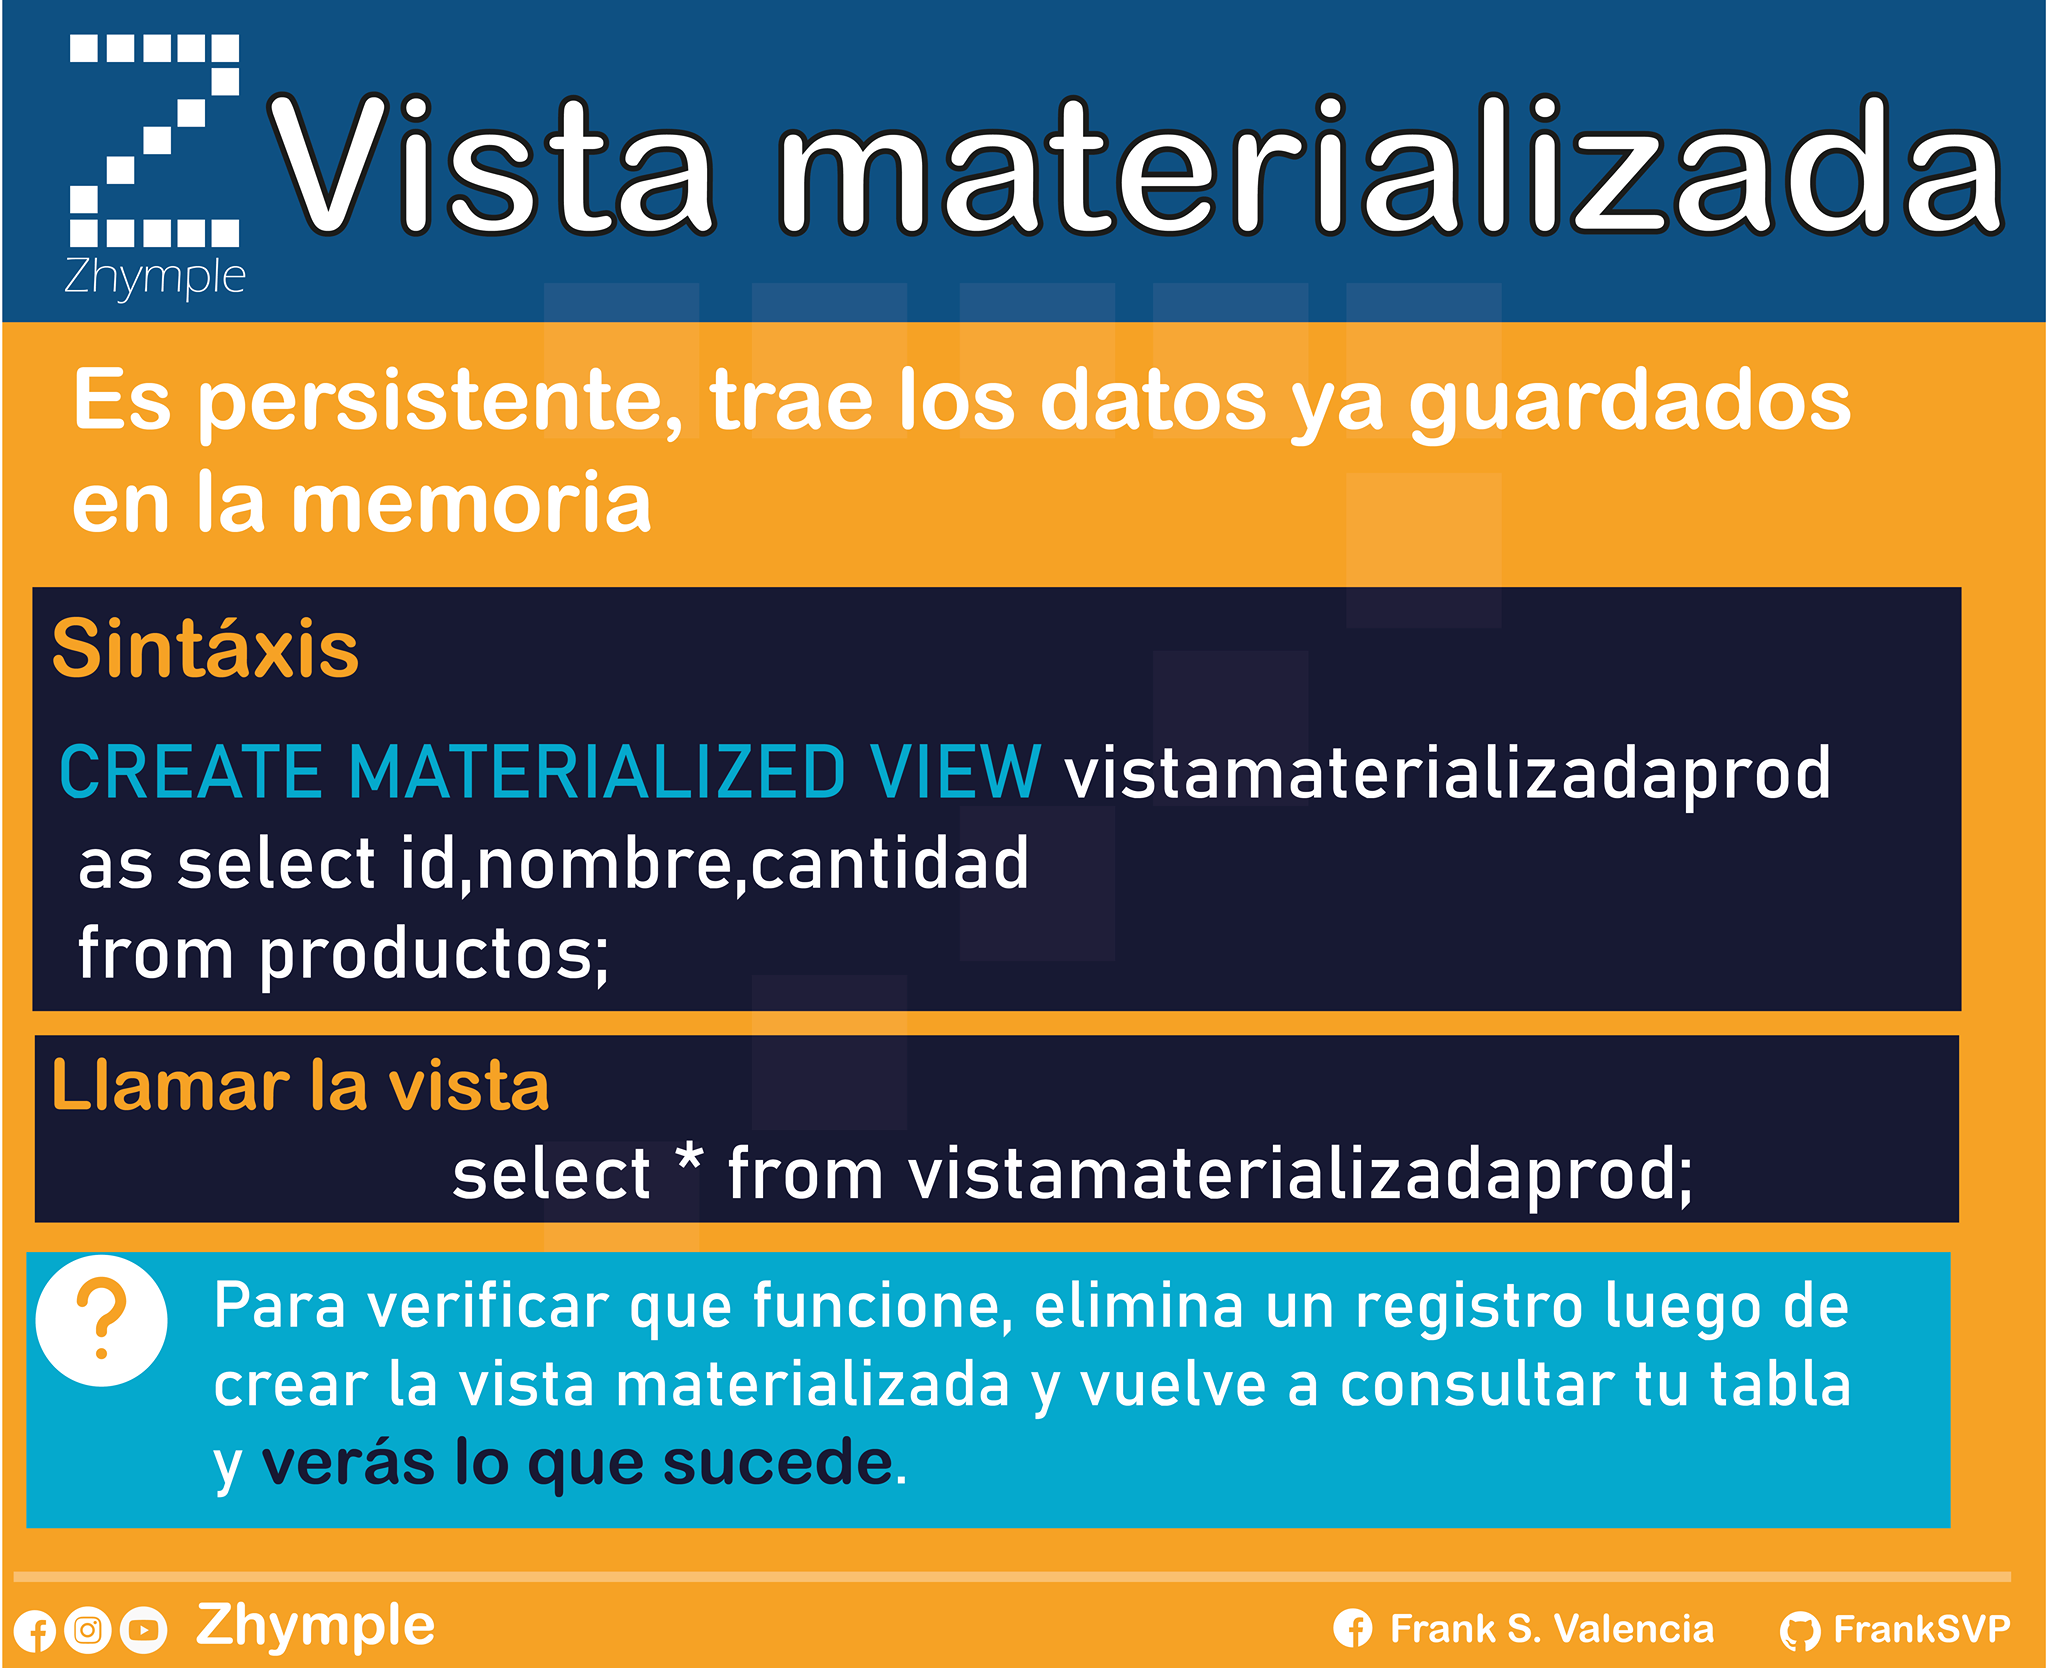 Zhymple
Vista materializada
Es persistente, trae los datos ya guardados
en la memoria
Sintáxis
CREATE MATERIALIZED VIEW vistamaterializadaprod
as select id,nombre,cantidad
from productos;
Llamar la vista
select * from vistamaterializadaprod;
?
Para verificar que funcione, elimina un registro luego de
crear la vista materializada y vuelve a consultar tu tabla
y verás lo que sucede.
Zhymple
Frank S. Valencia
FrankSVP